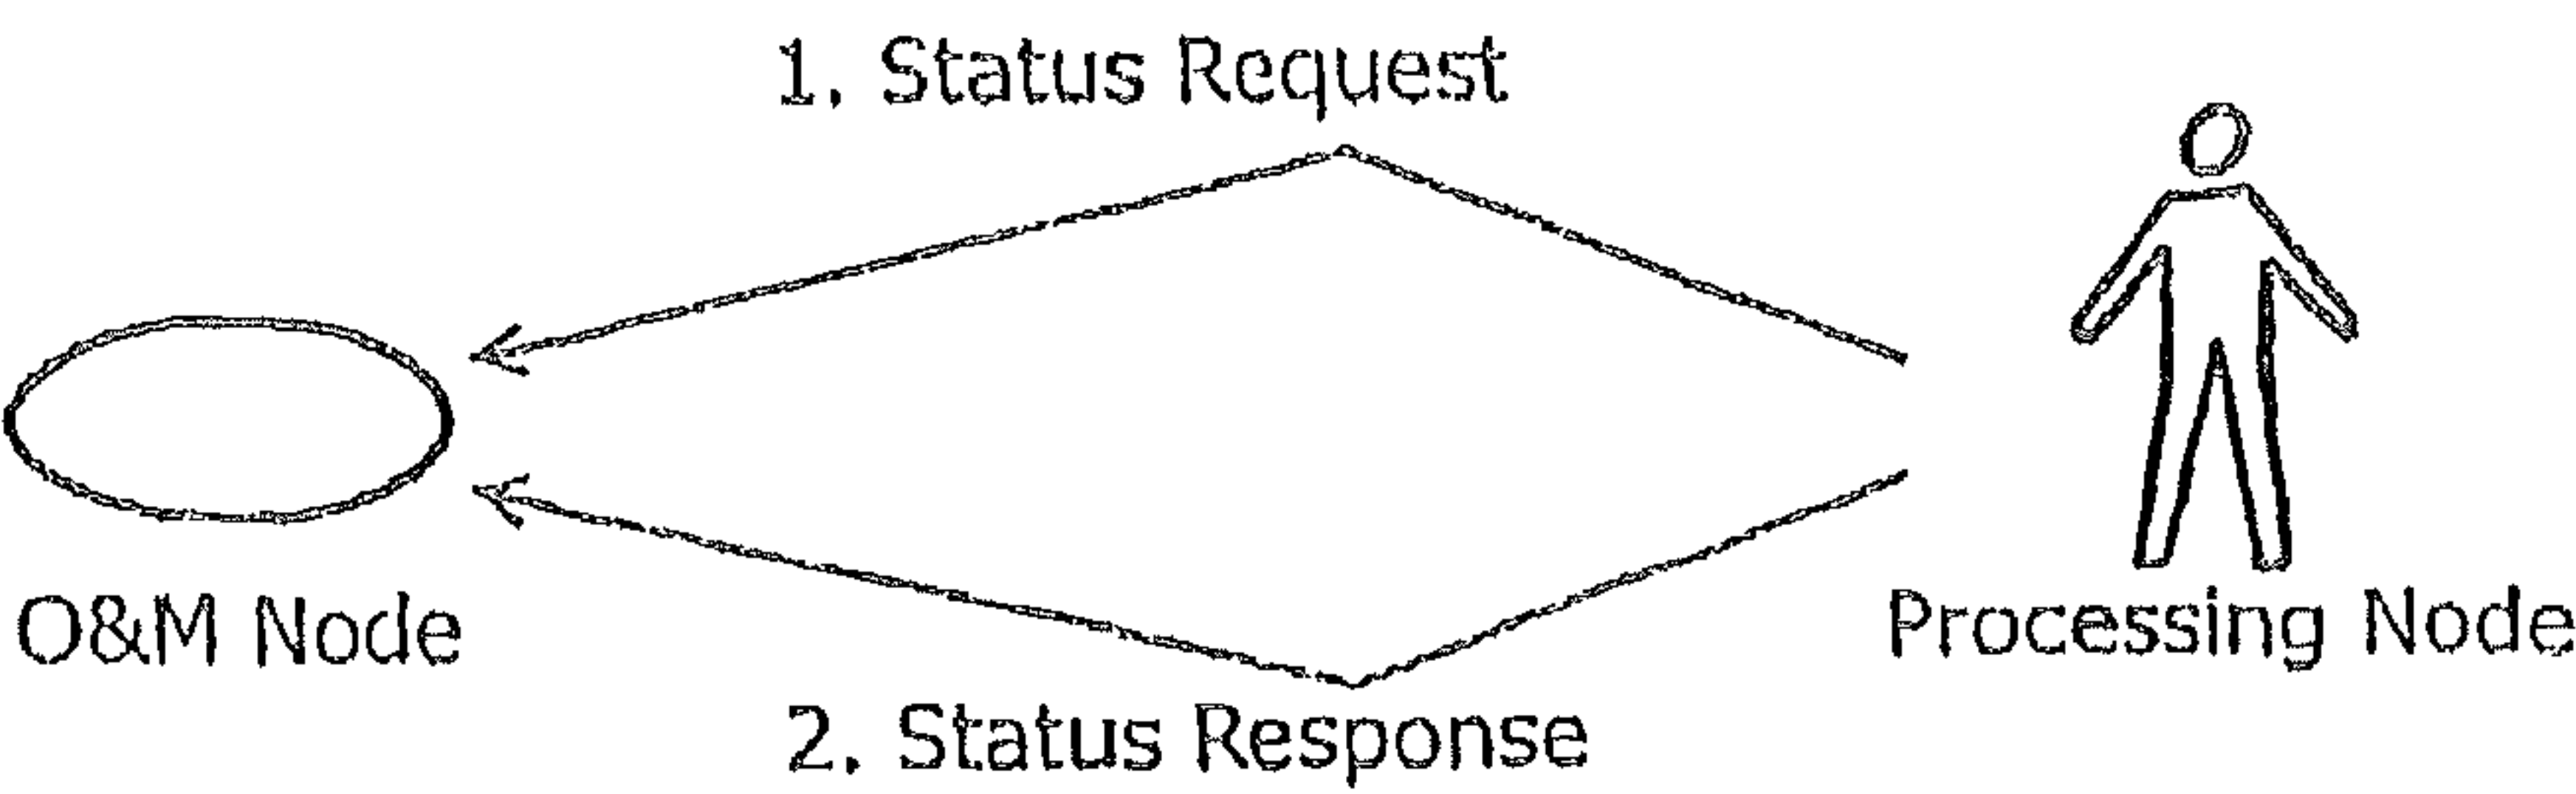 1. Status Request
O&M Node
Processing Node
2. Status Response